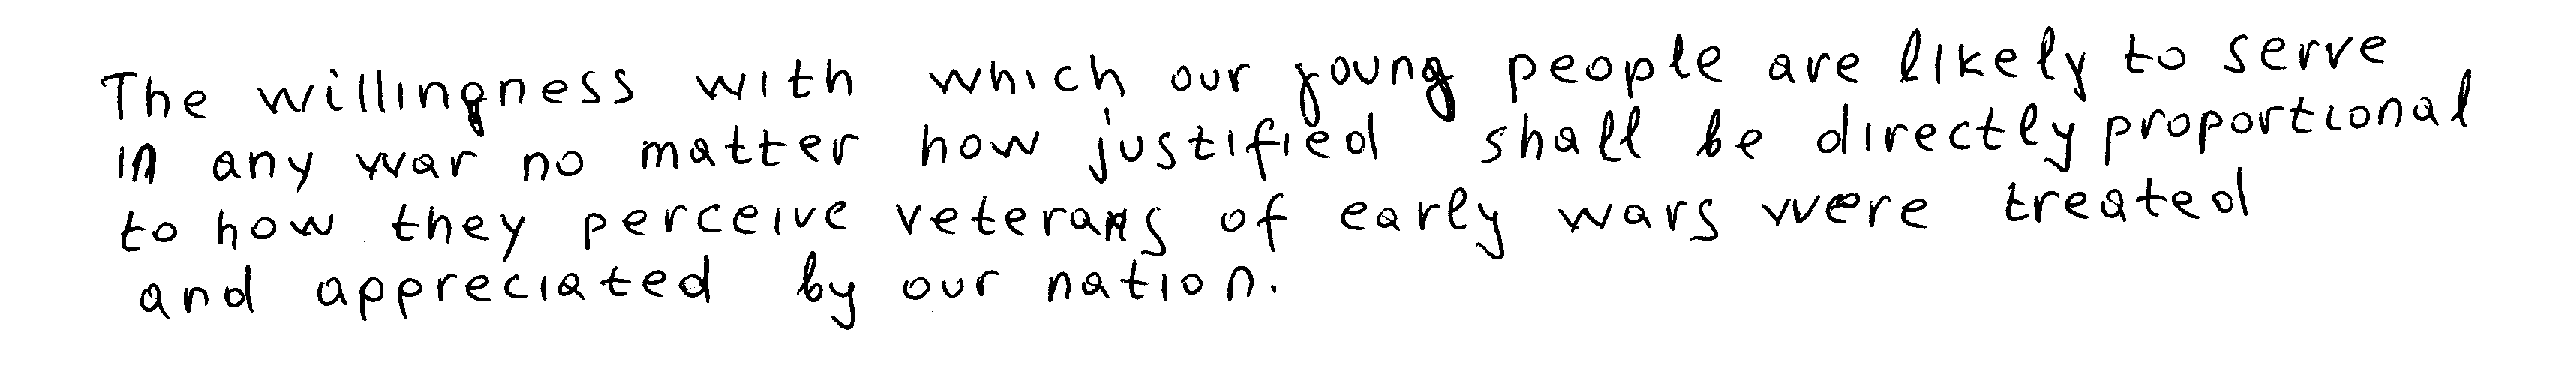 The willingness with which our young people are likely to serve
in any war no matter how justified shall be directly proportional
to how they perceive veterans of early wars were treated
and appreciated by our nation.